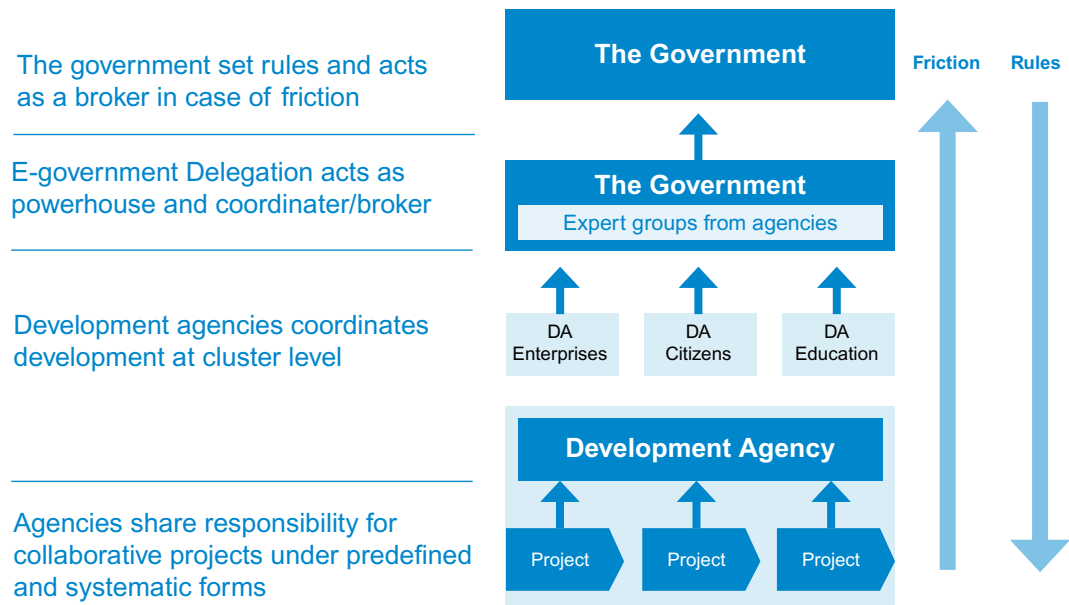 The government set rules and acts
as a broker in case of friction
The Government
Friction
Rules
E-government Delegation acts as
powerhouse and coordinater/broker
The Government
Expert groups from agencies
Development agencies coordinates
development at cluster level
DA
Enterprises
DA
Citizens
DA
Education
Development Agency
Agencies share responsibility for
collaborative projects under predefined
and systematic forms
Project
Project
Project